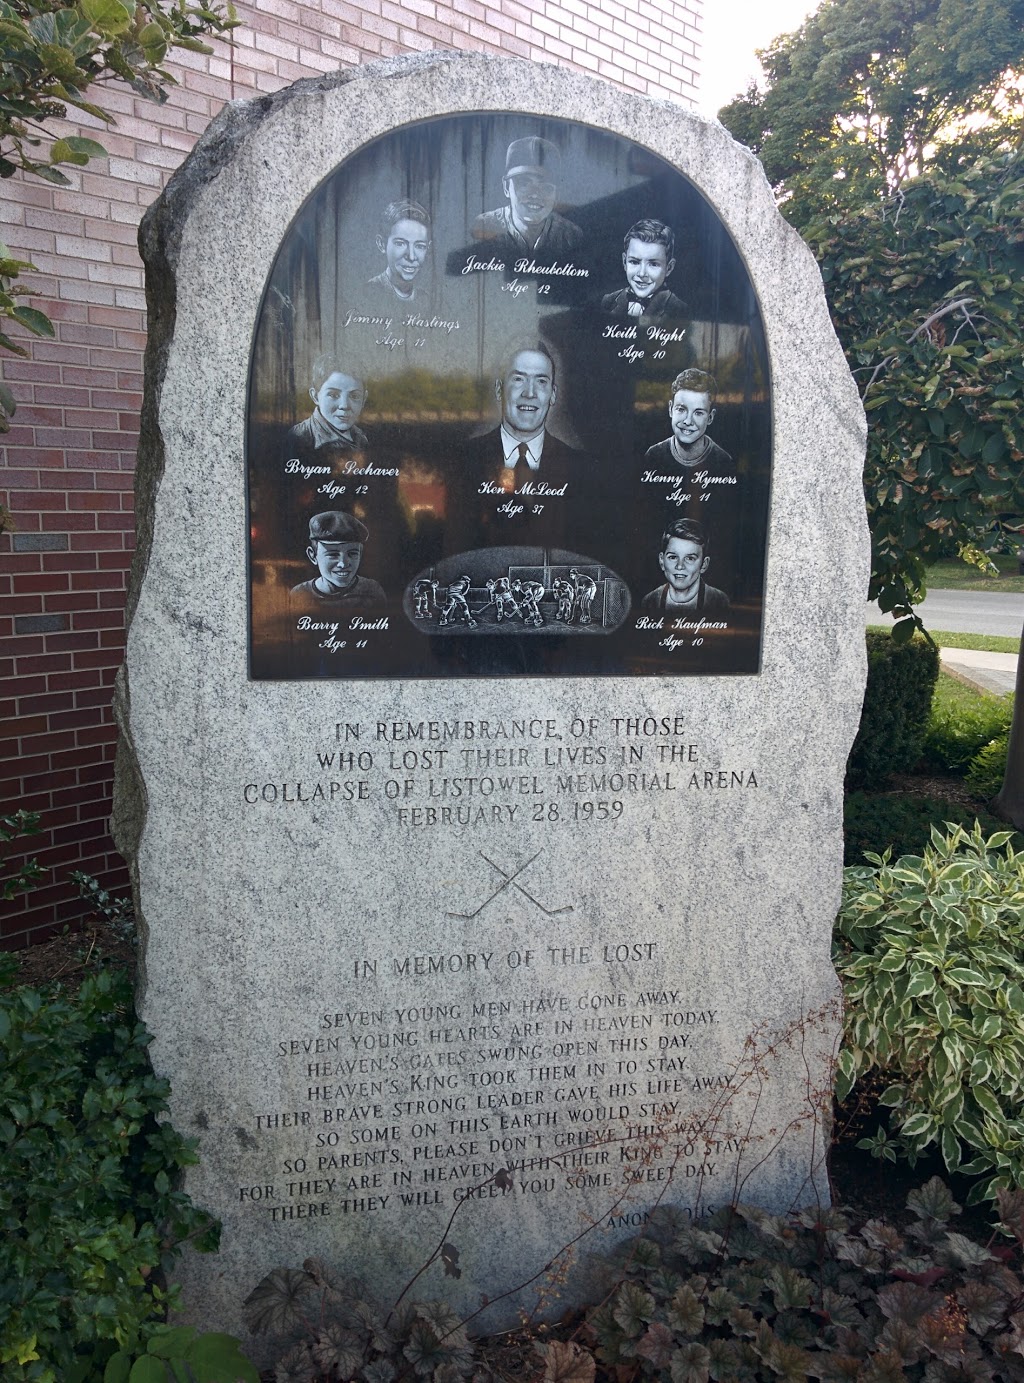 Jackie Rheubottom
Age 12
Jimmy Hastings
Age 11
Keith Wight
Age 10
Bryan Seehaver
Age 12
Ken McLeod
Age 37
Kenny Hymers
Age 11
Barry Smith
Age 11
Rick Kaufman
Age 10
IN REMEMBRANCE OF THOSE
WHO LOST THEIR LIVES IN THE
COLLAPSE OF LISTOWEL MEMORIAL ARENA
FEBRUARY 28, 1959
IN MEMORY OF THE LOST
SEVEN YOUNG MEN HAVE GONE AWAY.
SEVEN YOUNG HEARTS ARE IN HEAVEN TODAY.
HEAVEN'S GATES SWUNG OPEN THIS DAY.
HEAVEN'S KING TOOK THEM IN TO STAY.
THEIR BRAVE STRONG LEADER GAVE HIS LIFE AWAY
SO SOME ON THIS EARTH WOULD STAY.
SO PARENTS, PLEASE DON'T GRIEVE THIS WAY
FOR THEY ARE IN HEAVEN WITH THEIR KING TO STAY.
THERE THEY WILL GREET YOU SOME SWEET DAY.
ANONYMOUS